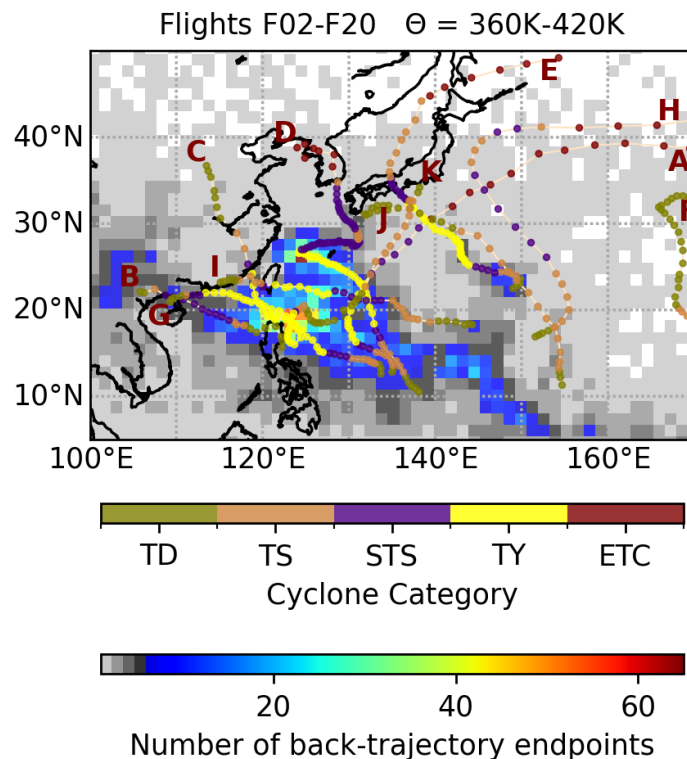 Flights F02-F20 Θ = 360K-420K
E
H
40°N
D
A
C
K
30°N
J
B
I
20°N
G
10°N
100°E 120°E 140°E 160°E
TD TS STS TY ETC
Cyclone Category
20 40 60
Number of back-trajectory endpoints